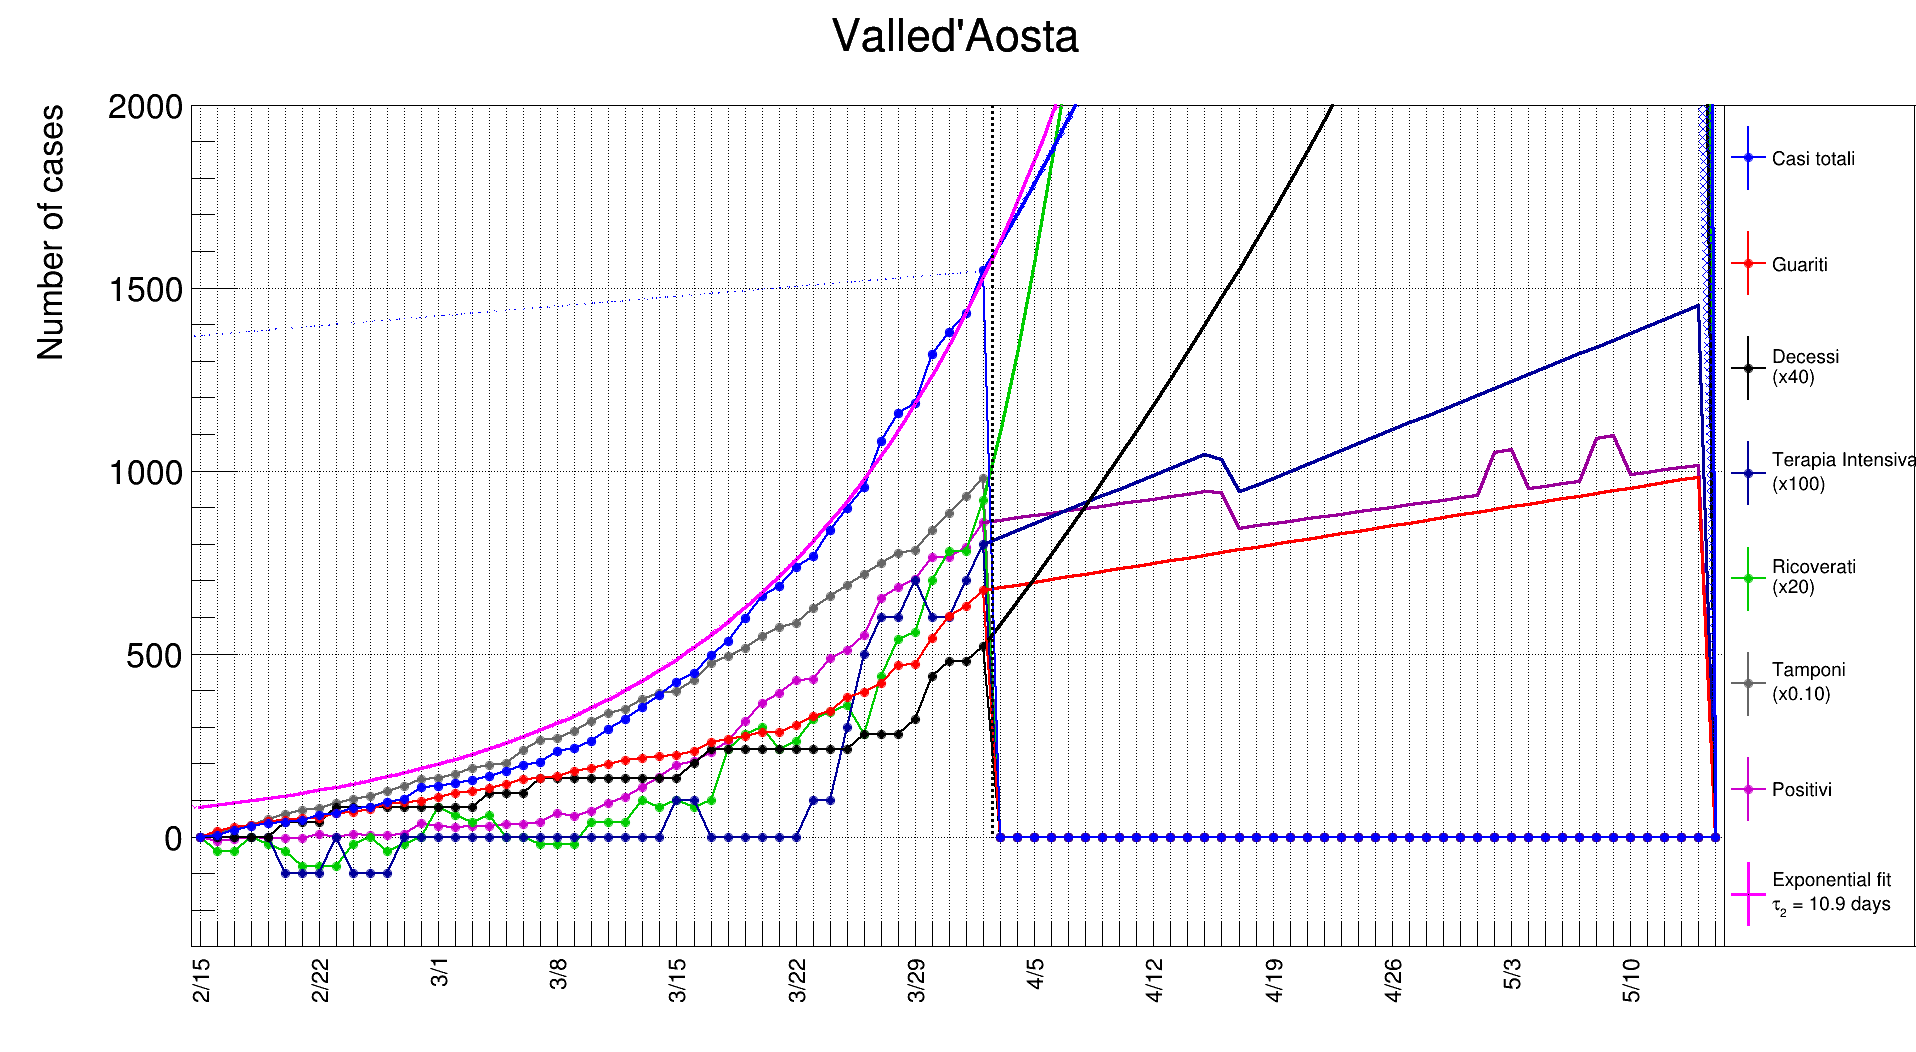 Valled'Aosta
Number of cases
2000
1500
1000
500
0
2/15
2/22
3/1
3/8
3/15
3/22
3/29
4/5
4/12
4/19
4/26
5/3
5/10
Casi totali
Guariti
Decessi
(x40)
Terapia Intensiva
(x100)
Ricoverati
(x20)
Tamponi
(x0.10)
Positivi
Exponential fit
τ2 = 10.9 days